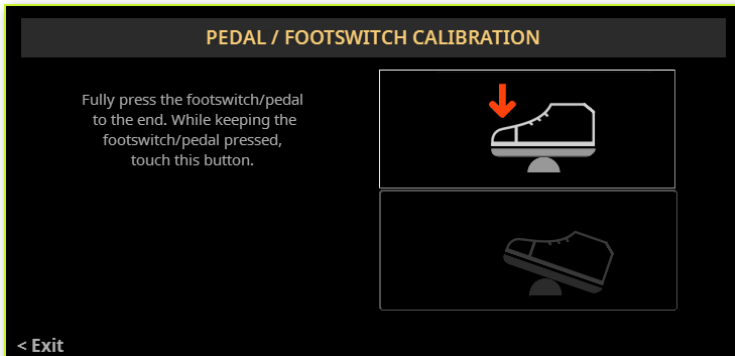 PEDAL / FOOTSWITCH CALIBRATION
Fully press the footswitch/pedal
to the end. While keeping the
footswitch/pedal pressed,
touch this button.
< Exit